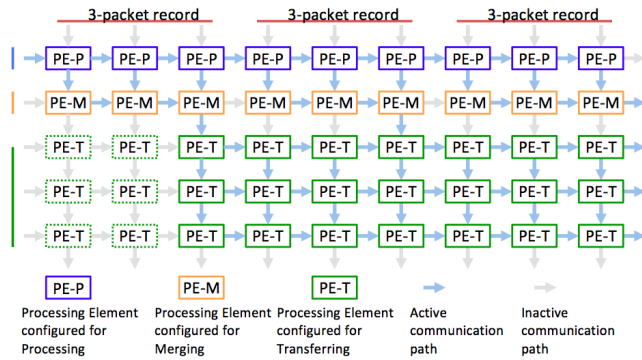 3-packet record 3-packet record 3-packet record
PE-P PE-P PE-P PE-P PE-P PE-P PE-P PE-P PE-P
PE-M PE-M PE-M PE-M PE-M PE-M PE-M PE-M PE-M
PE-T PE-T PE-T PE-T PE-T PE-T PE-T PE-T PE-T
PE-T PE-T PE-T PE-T PE-T PE-T PE-T PE-T PE-T
PE-T PE-T PE-T PE-T PE-T PE-T PE-T PE-T PE-T
PE-P
Processing Element
configured for
Processing
PE-M
Processing Element
configured for
Merging
PE-T
Processing Element
configured for
Transferring
Active
communication
path
Inactive
communication
path